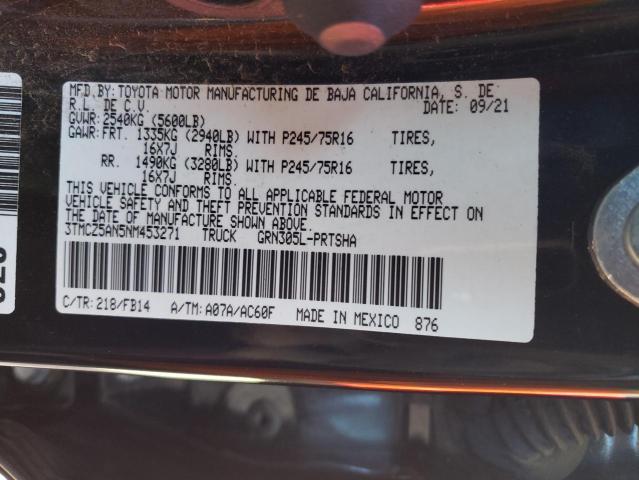 MFD.BY:TOYOTA MOTOR MANUFACTURING DE BAJA CALIFORNIA, S. DE
R.L. DE C.V. DATE: 09/21
GVWR:2540KG (5600LB)
GAWR:FRT. 1335KG (2940LB) WITH P245/75R16 TIRES,
16X7J RIMS.
RR. 1490KG (3280LB) WITH P245/75R16 TIRES,
16X7J RIMS.
THIS VEHICLE CONFORMS TO ALL APPLICABLE FEDERAL MOTOR
VEHICLE SAFETY AND THEFT PREVENTION STANDARDS IN EFFECT ON
THE DATE OF MANUFACTURE SHOWN ABOVE.
3TMCZ5AN5NM453271 TRUCK GRN305L-PRTSHA
C/TR:218/FB14 A/TM:A07A/AC60F MADE IN MEXICO 876